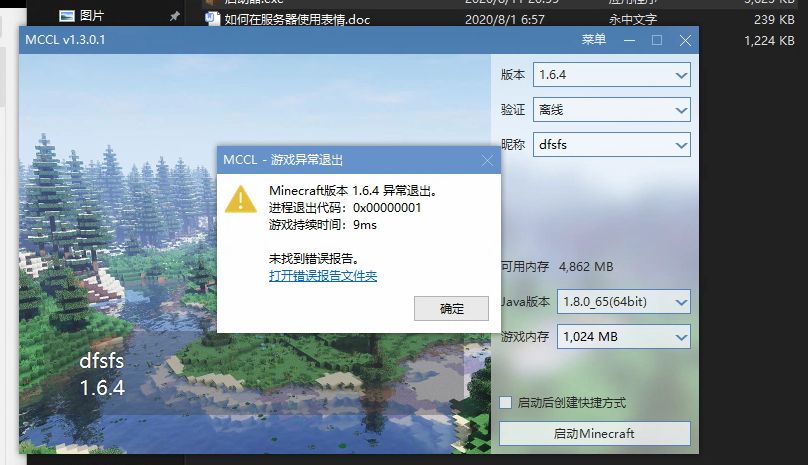 图片
如何在服务器使用表情.doc
2020/8/1 6:57
永中文字
239 KB
1,224 KB
MCCL v1.3.0.1
菜单
版本
1.6.4
验证
离线
昵称
dfsfs
MCCL - 游戏异常退出
Minecraft版本 1.6.4 异常退出。
进程退出代码：0x00000001
游戏持续时间：9ms
未找到错误报告。
打开错误报告文件夹
确定
可用内存 4,862 MB
Java版本
1.8.0_65(64bit)
游戏内存
1,024 MB
dfsfs
1.6.4
启动后创建快捷方式
启动Minecraft